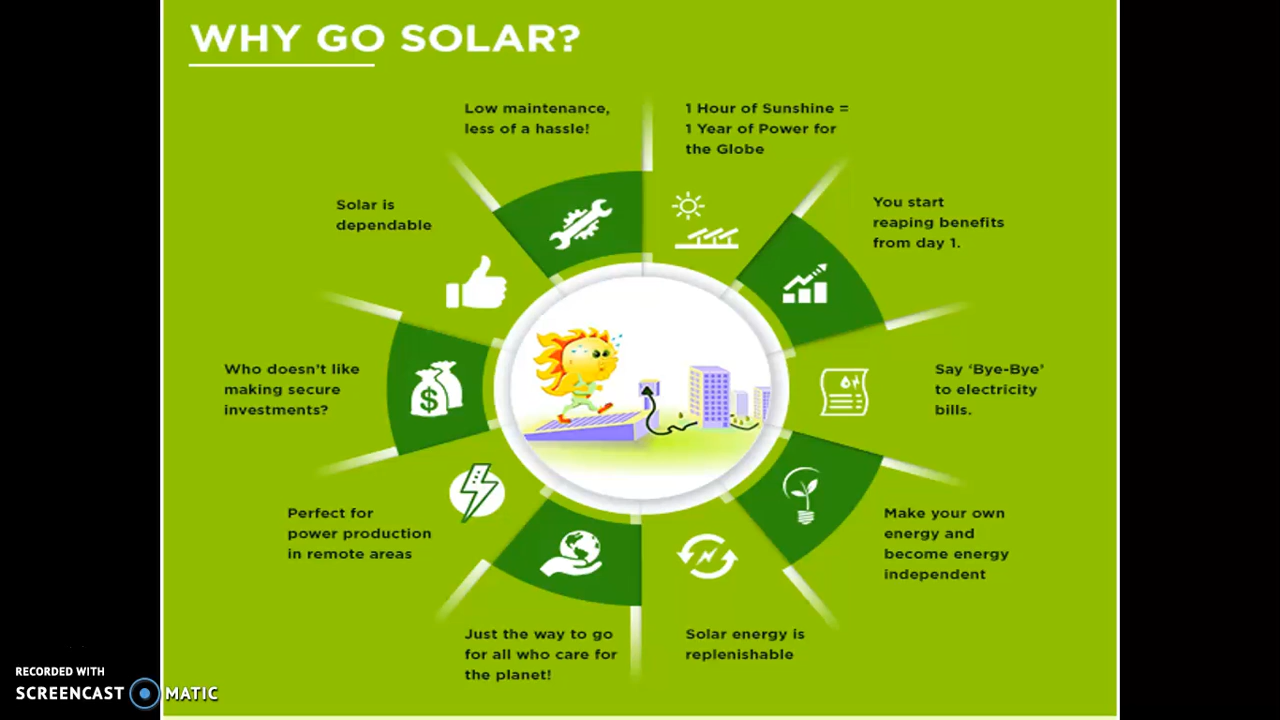 WHY GO SOLAR?
Low maintenance,
less of a hassle!
1 Hour of Sunshine =
1 Year of Power for
the Globe
You start
reaping benefits
from day 1.
Say ‘Bye-Bye’
to electricity
bills.
Make your own
energy and
become energy
independent
Solar energy is
replenishable
Just the way to go
for all who care for
the planet!
Perfect for
power production
in remote areas
Who doesn’t like
making secure
investments?
$
Solar is
dependable
RECORDED WITH
SCREENCAST MATIC